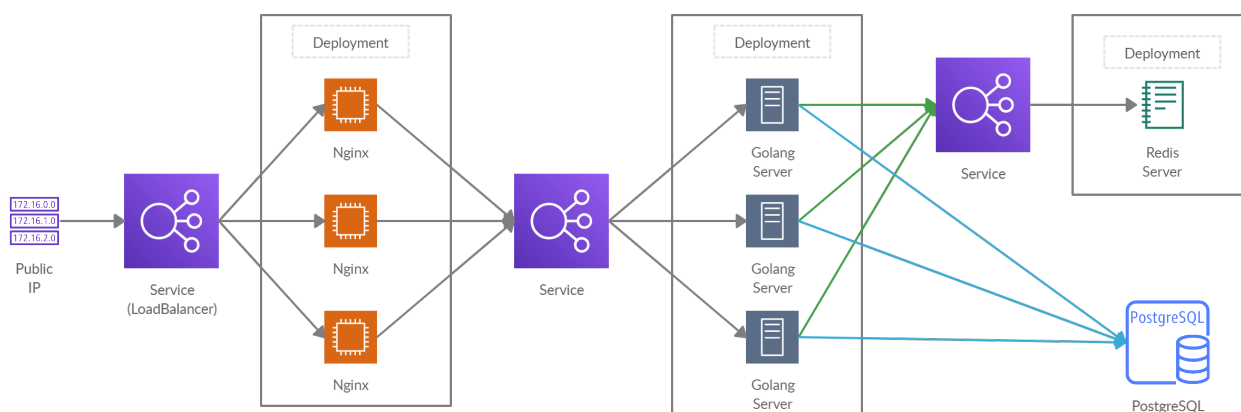 Deployment
Nginx
Nginx
Nginx
172.16.0.0
172.16.1.0
172.16.2.0
Public
IP
Service
(LoadBalancer)
Service
Deployment
Golang
Server
Golang
Server
Golang
Server
Service
Deployment
Redis
Server
PostgreSQL
PostgreSQL